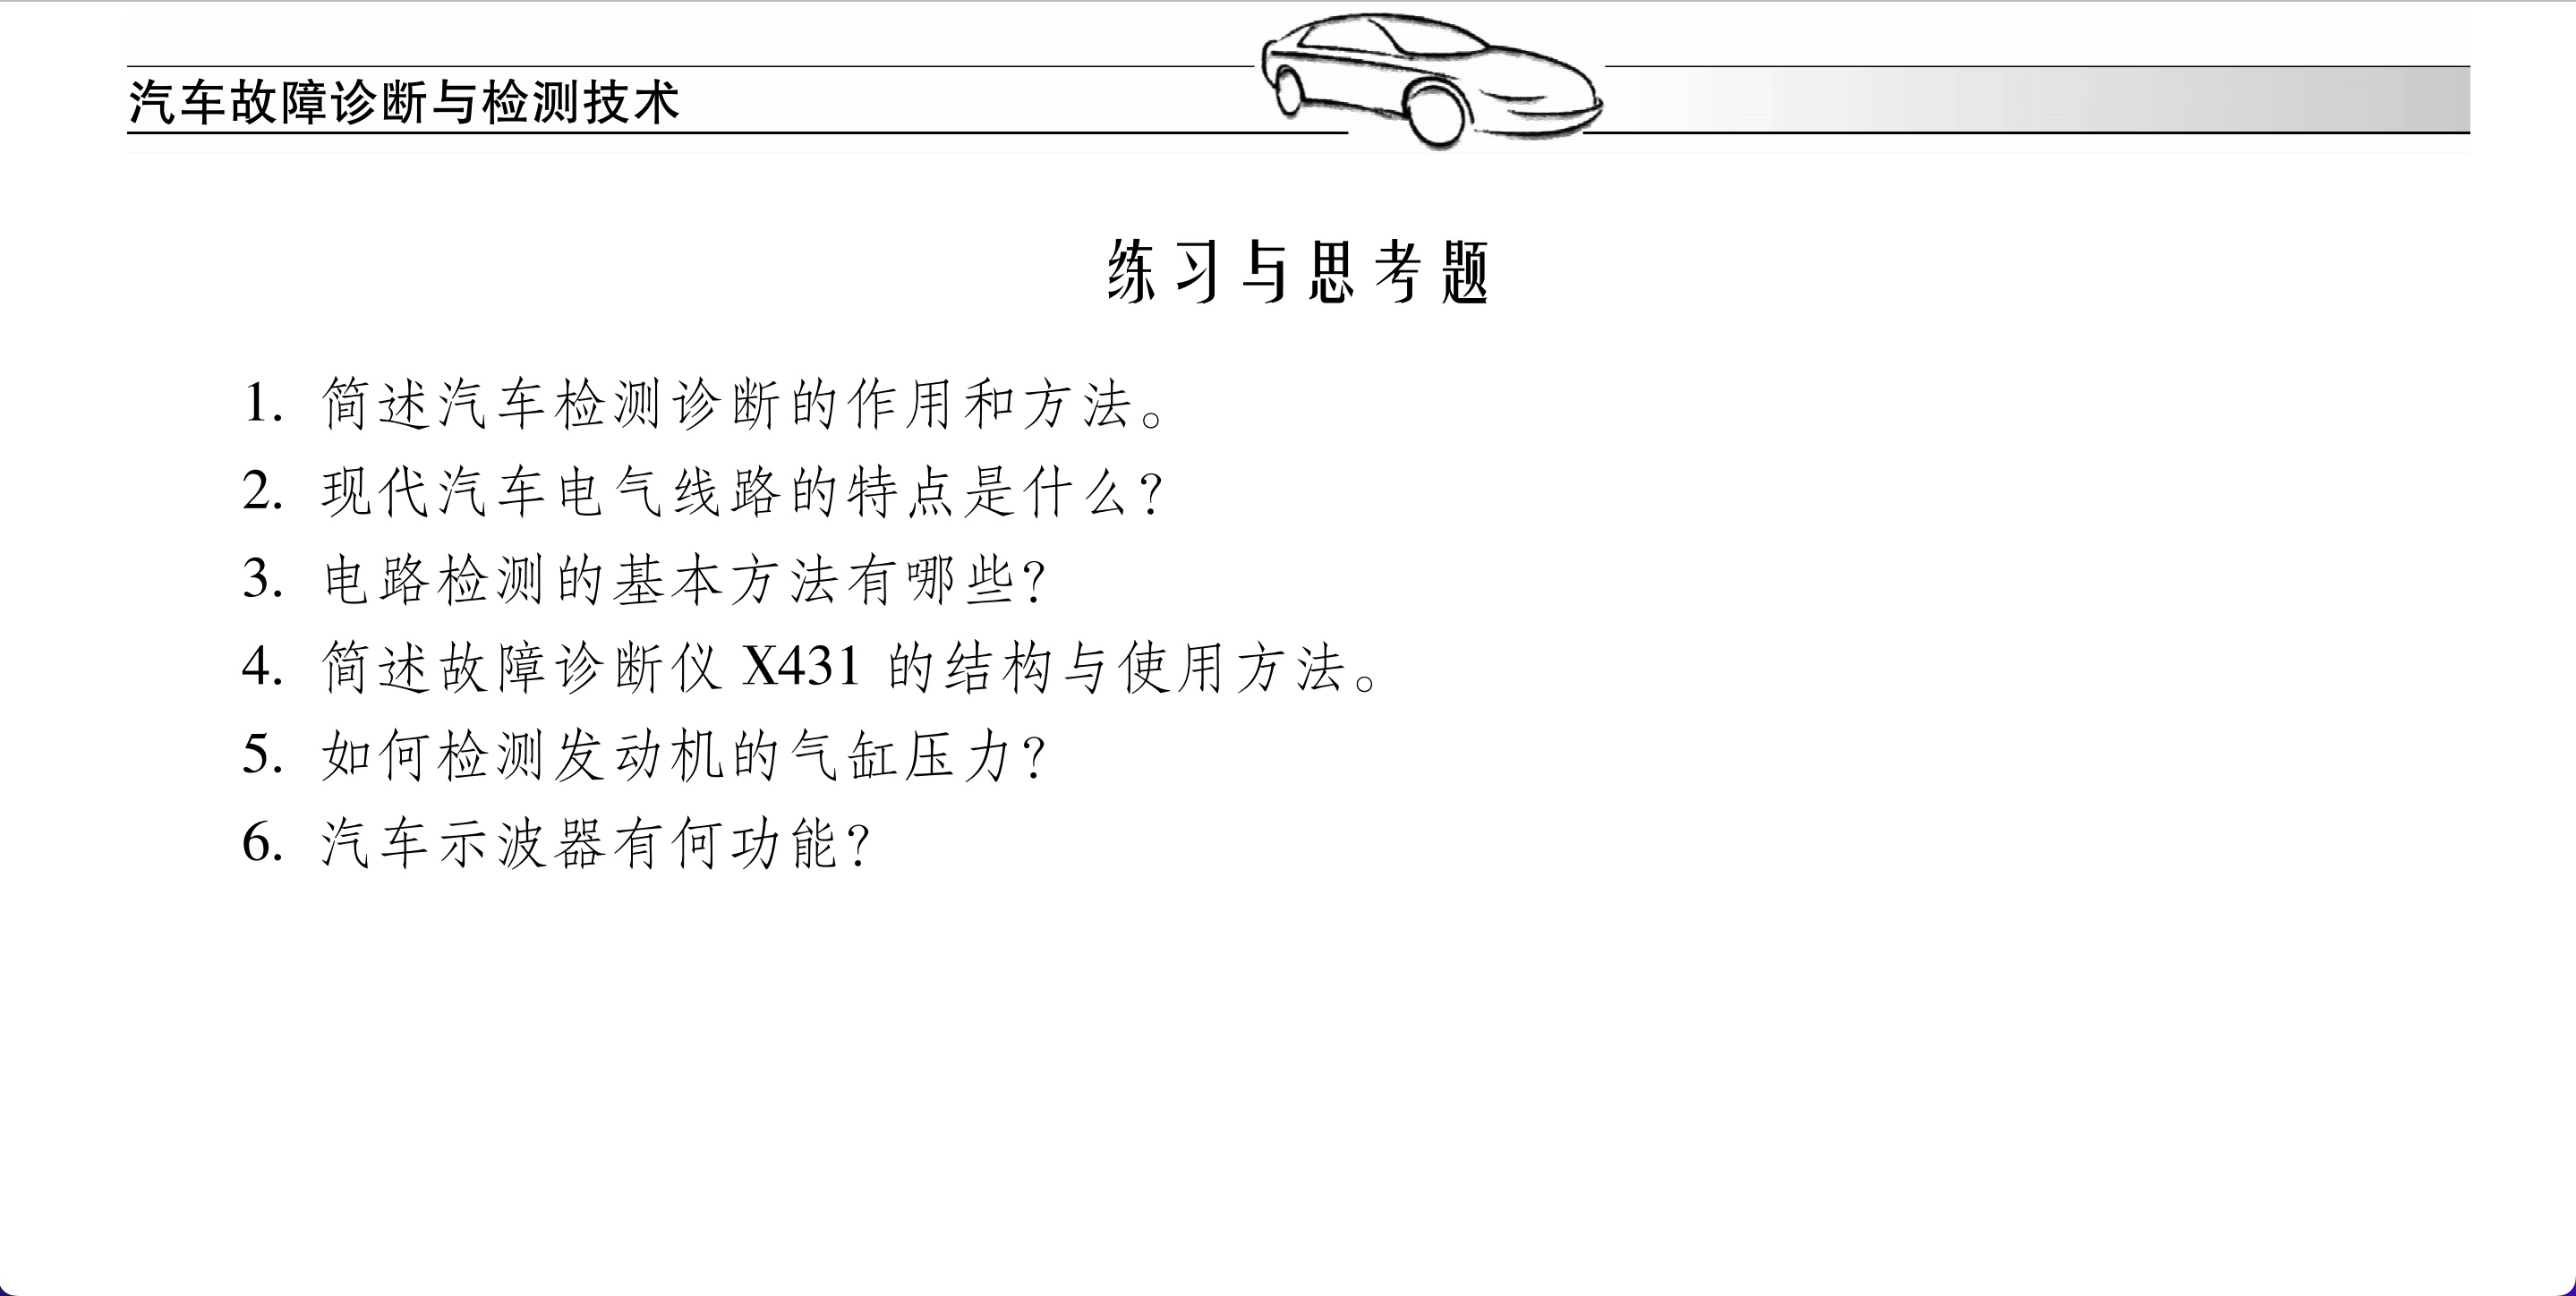 汽车故障诊断与检测技术
练习与思考题
1. 简述汽车检测诊断的作用和方法。
2. 现代汽车电气线路的特点是什么？
3. 电路检测的基本方法有哪些？
4. 简述故障诊断仪 X431 的结构与使用方法。
5. 如何检测发动机的气缸压力？
6. 汽车示波器有何功能？